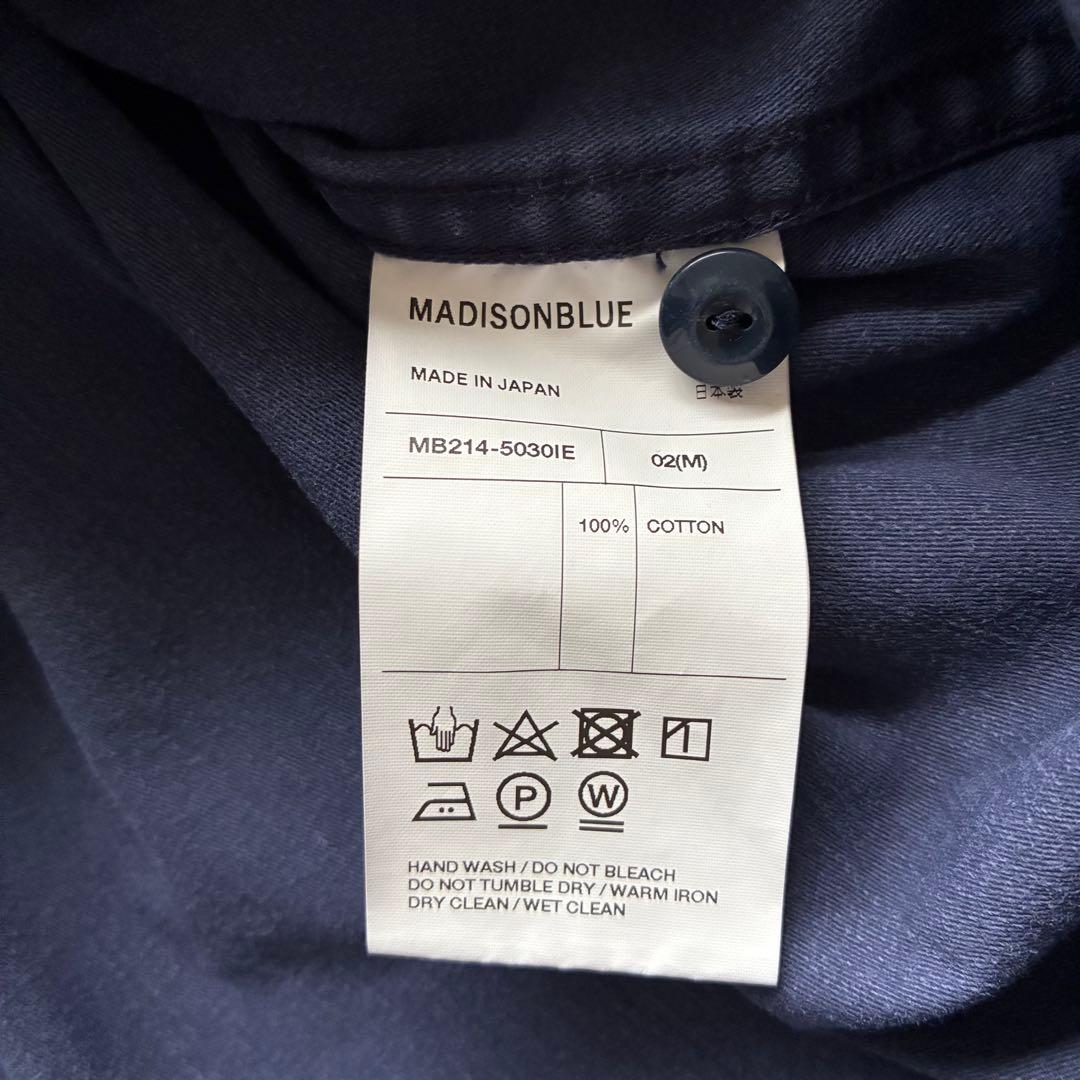 MADISONBLUE
MADE IN JAPAN 日本製
MB214-5030IE 02(M)
100% COTTON
P W
HAND WASH / DO NOT BLEACH
DO NOT TUMBLE DRY / WARM IRON
DRY CLEAN / WET CLEAN